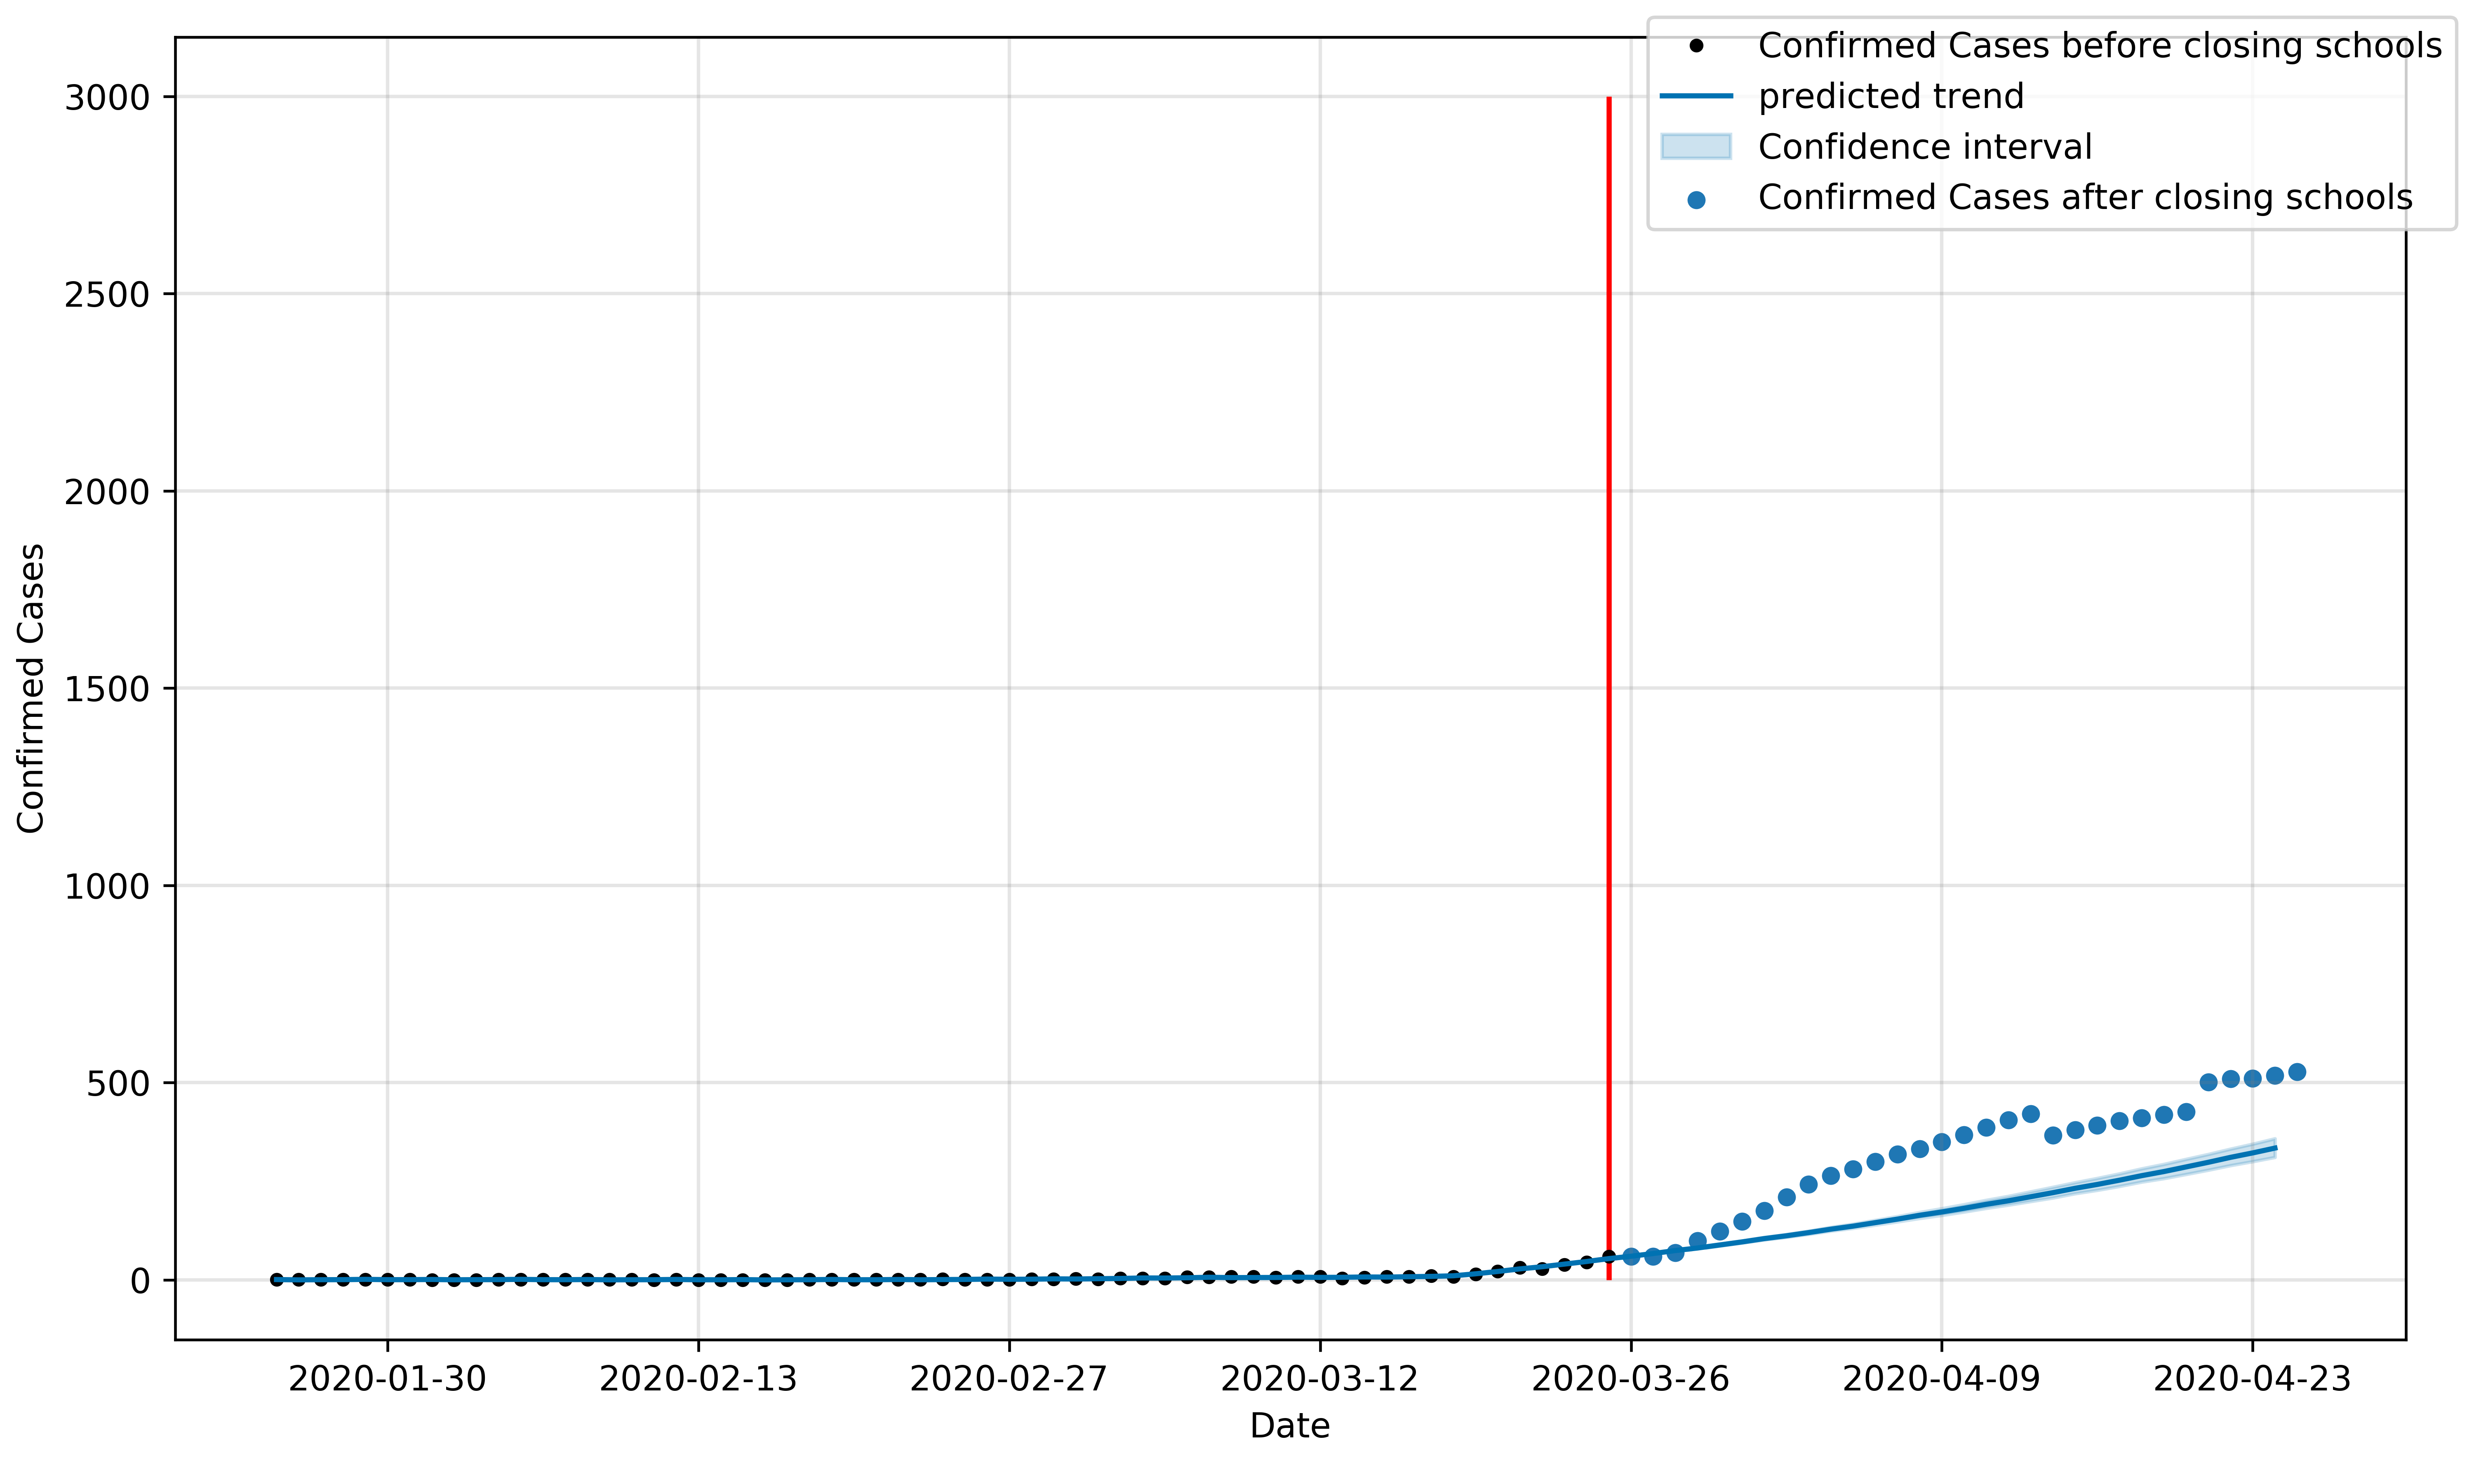 Confirmed Cases before closing schools
predicted trend
Confidence interval
Confirmed Cases after closing schools
3000
2500
2000
1500
1000
500
0
Confirmed Cases
2020-01-30 2020-02-13 2020-02-27 2020-03-12 2020-03-26 2020-04-09 2020-04-23
Date